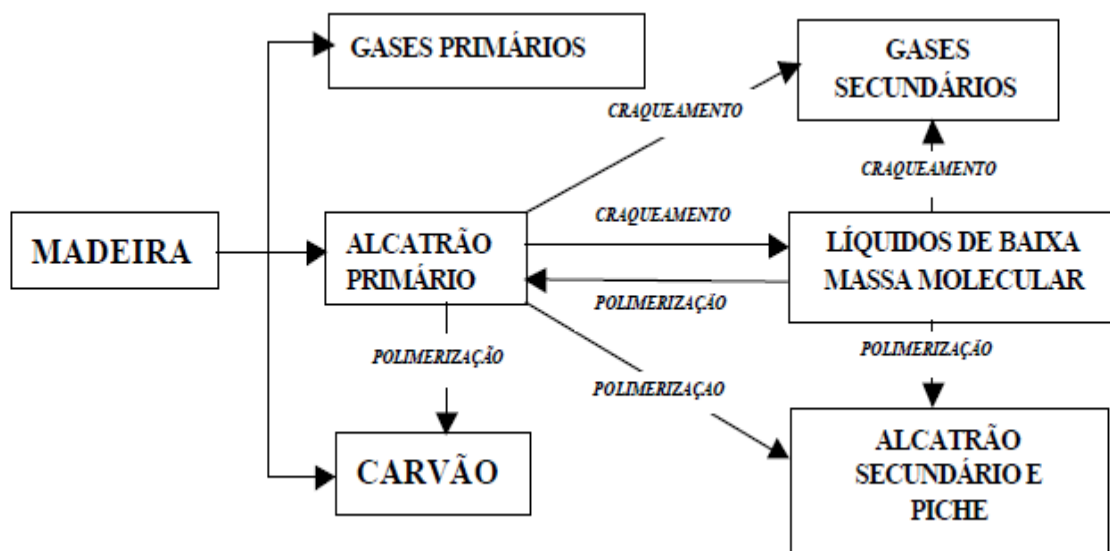 GASES PRIMÁRIOS
GASES
SECUNDÁRIOS
CRAQUEAMENTO
CRAQUEAMENTO
MADEIRA
ALCATRÃO
PRIMÁRIO
CRAQUEAMENTO
LÍQUIDOS DE BAIXA
MASSA MOLECULAR
POLIMERIZAÇÃO
POLIMERIZAÇÃO
POLIMERIZAÇÃO
POLIMERIZAÇAO
CARVÃO
ALCATRÃO
SECUNDÁRIO E
PICHE